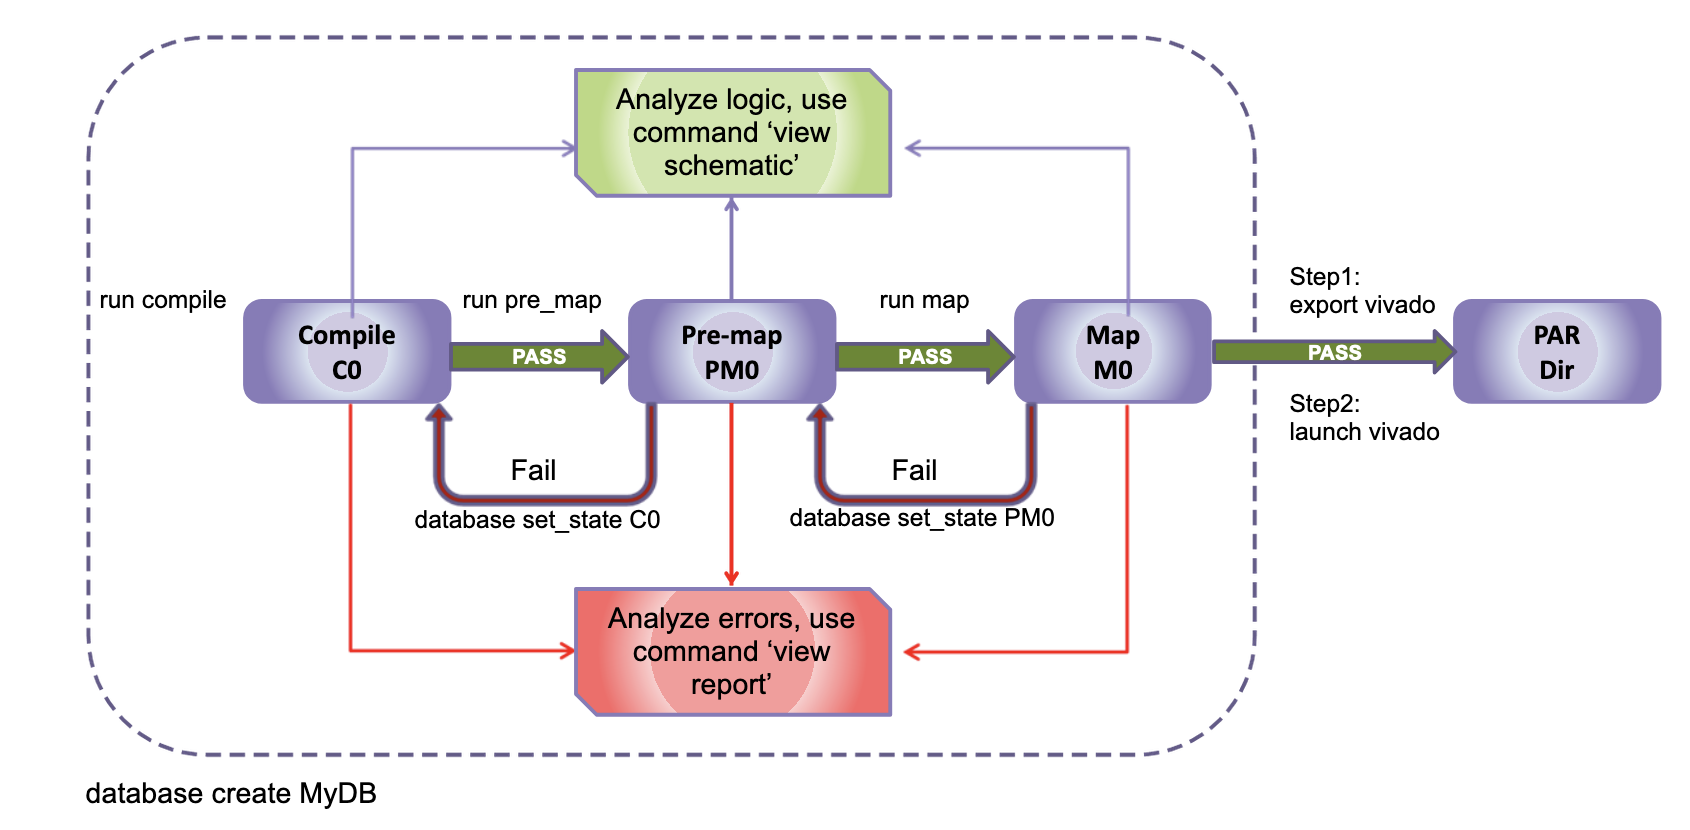 Analyze logic, use
command ‘view
schematic’
run compile
run pre_map
run map
Step1:
export vivado
Compile
C0
PASS
Pre-map
PM0
PASS
Map
M0
PASS
PAR
Dir
Step2:
launch vivado
Fail
database set_state C0
Fail
database set_state PM0
Analyze errors, use
command ‘view
report’
database create MyDB